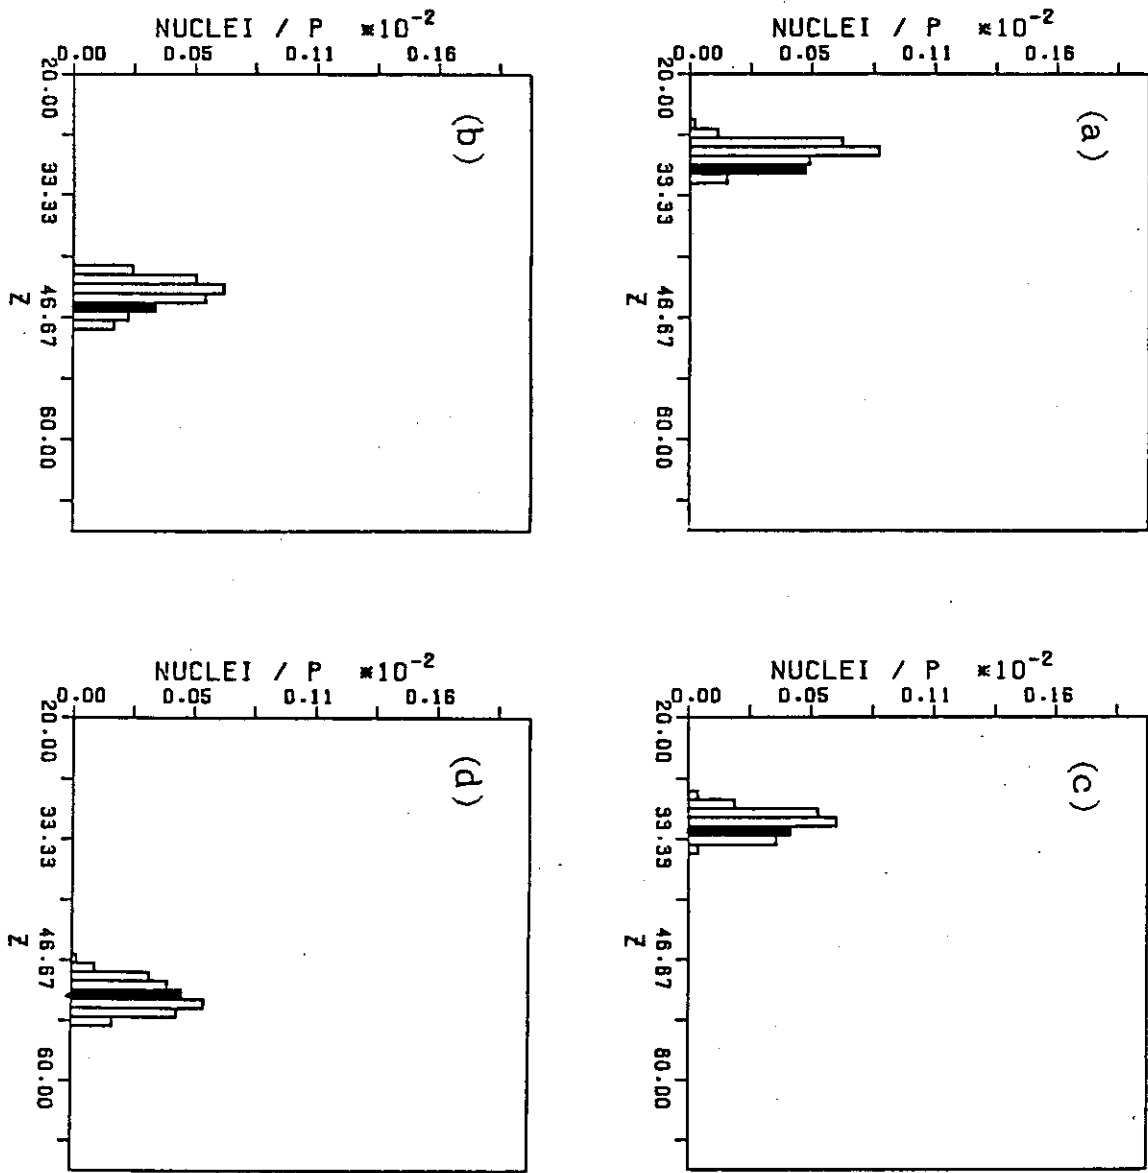 (a)
NUCLEI / P *10⁻²
0.00 0.05 0.11 0.16
20.00 33.33 46.67 60.00
Z
(c)
NUCLEI / P *10⁻²
0.00 0.05 0.11 0.16
20.00 33.33 46.67 60.00
Z
(b)
NUCLEI / P *10⁻²
0.00 0.05 0.11 0.16
20.00 33.33 46.67 60.00
Z
(d)
NUCLEI / P *10⁻²
0.00 0.05 0.11 0.16
20.00 33.33 46.67 60.00
Z